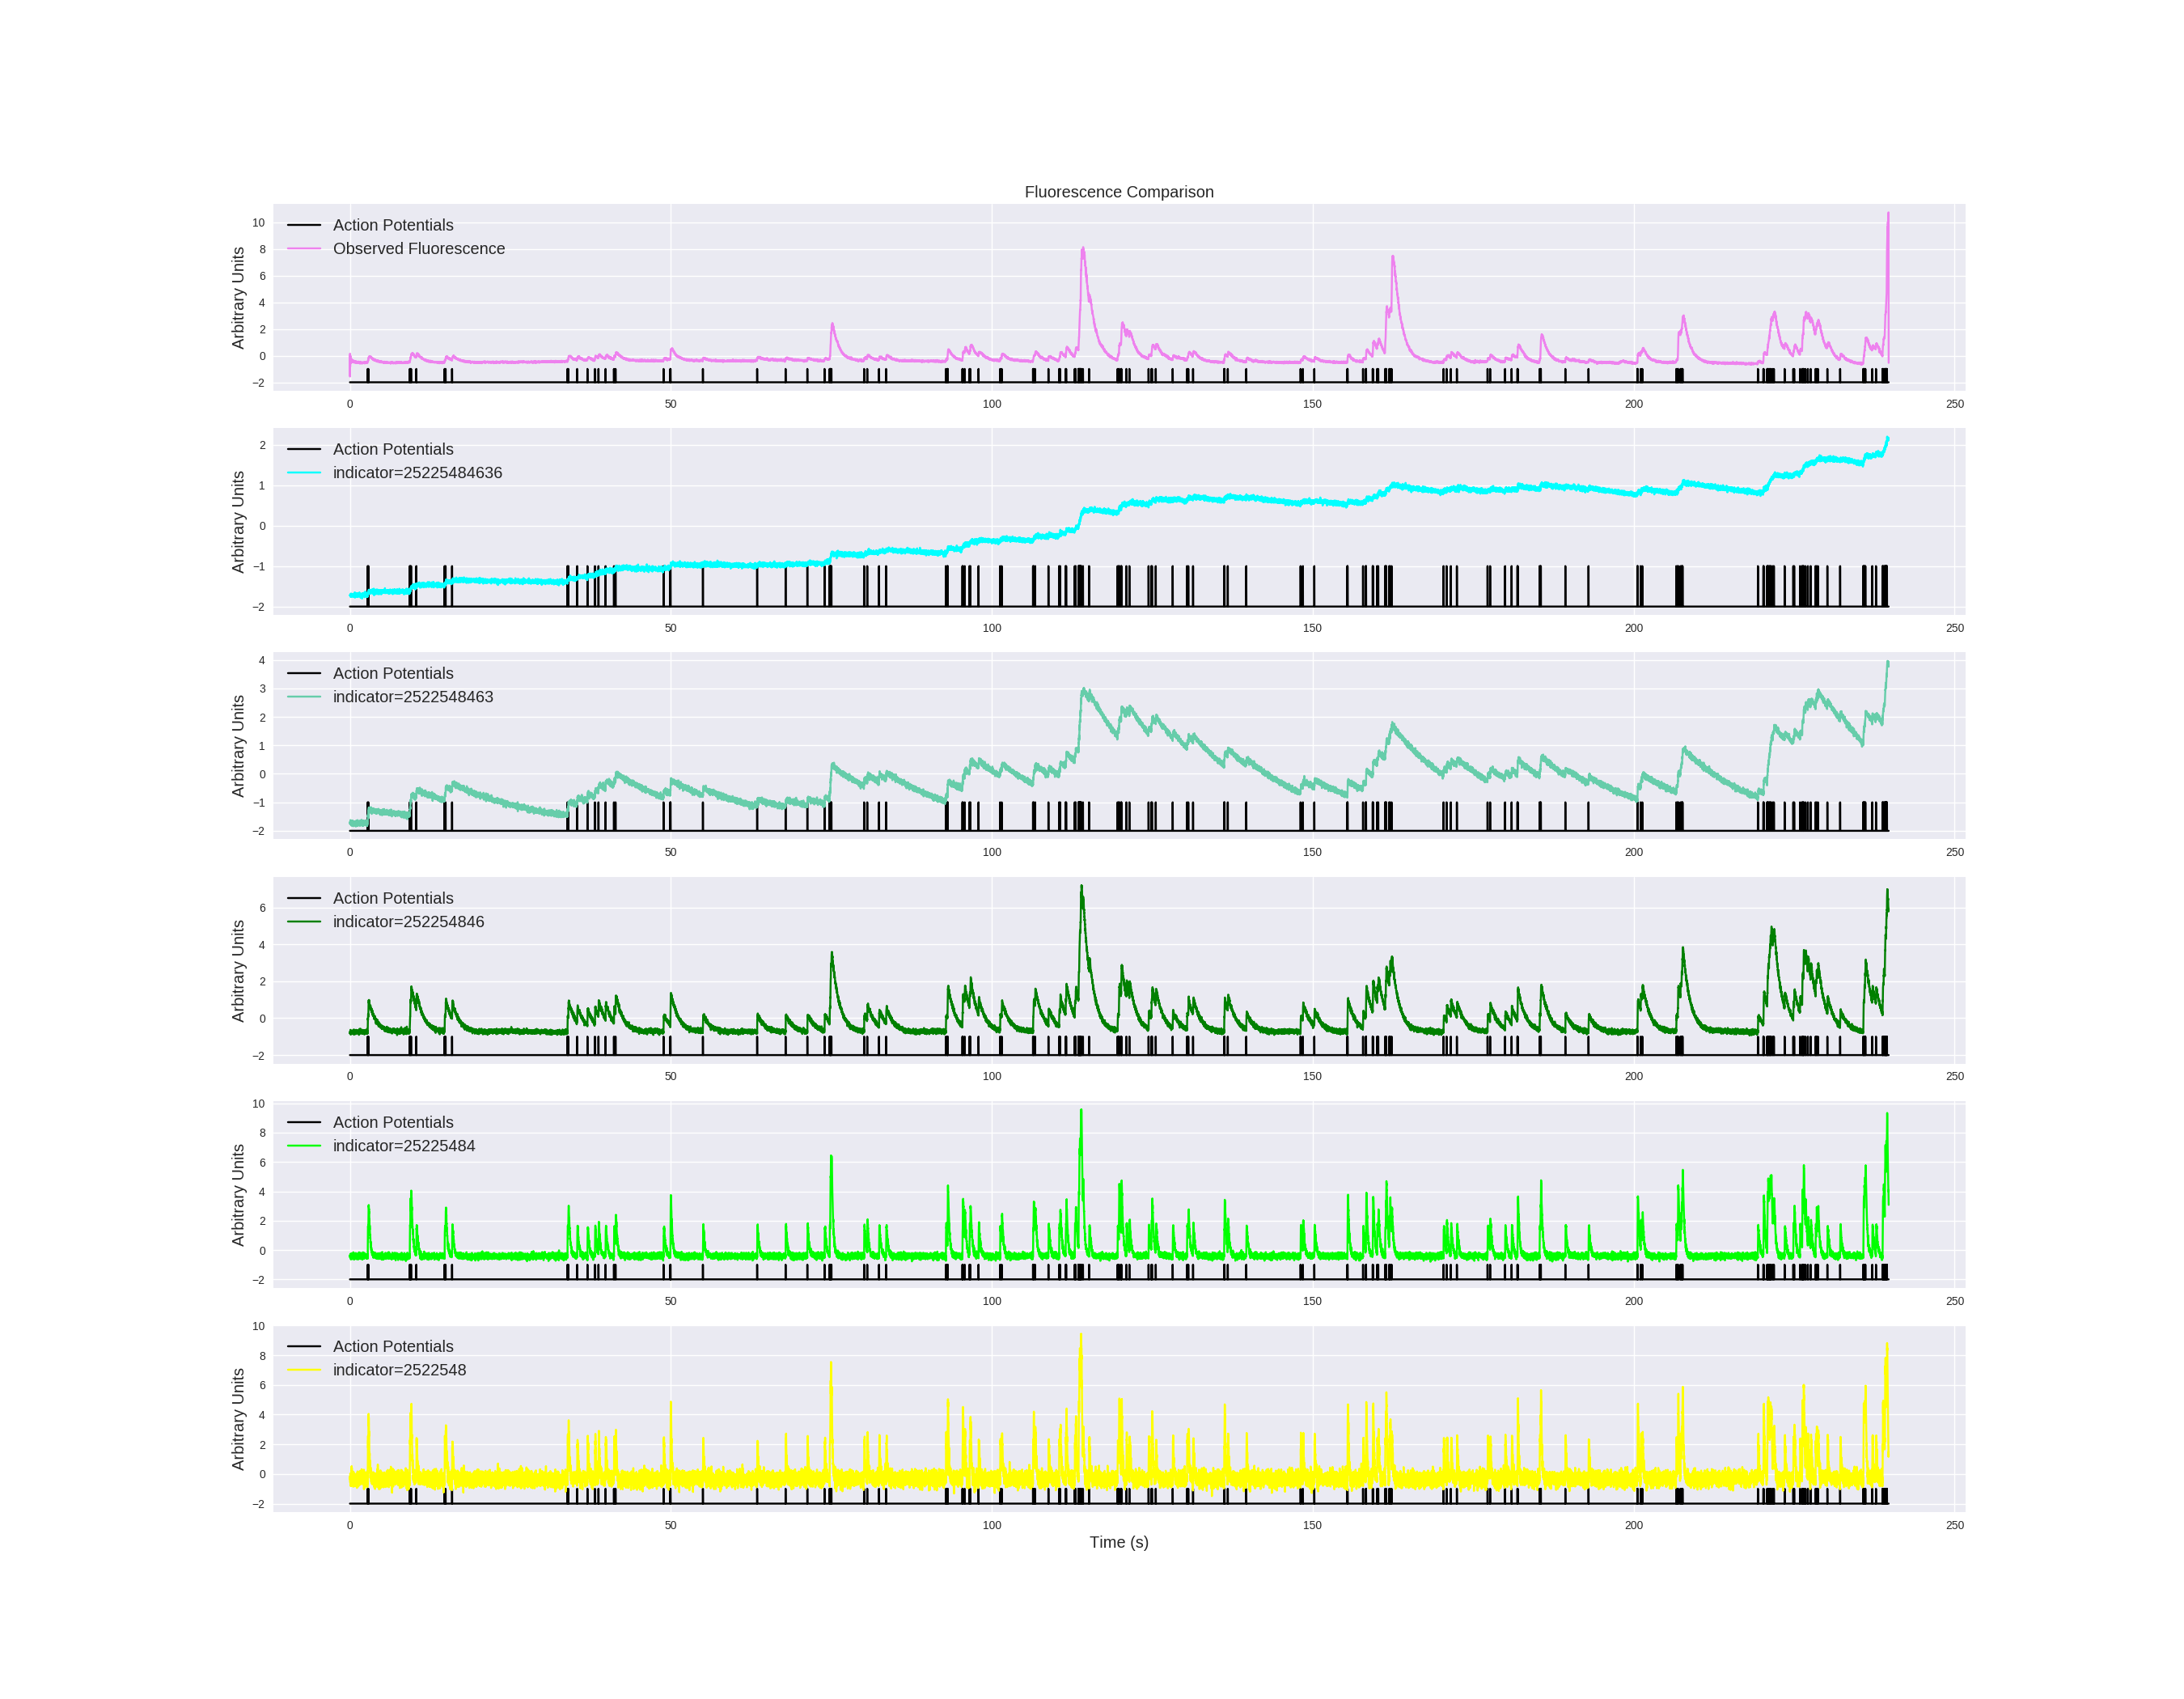 Fluorescence Comparison
Action Potentials
Observed Fluorescence
Arbitrary Units
10
8
6
4
2
0
−2
0 50 100 150 200 250
Action Potentials
indicator=25225484636
Arbitrary Units
2
1
0
−1
−2
0 50 100 150 200 250
Action Potentials
indicator=2522548463
Arbitrary Units
4
3
2
1
0
−1
−2
0 50 100 150 200 250
Action Potentials
indicator=252254846
Arbitrary Units
6
4
2
0
−2
0 50 100 150 200 250
Action Potentials
indicator=25225484
Arbitrary Units
10
8
6
4
2
0
−2
0 50 100 150 200 250
Action Potentials
indicator=2522548
Arbitrary Units
10
8
6
4
2
0
−2
0 50 100 150 200 250
Time (s)